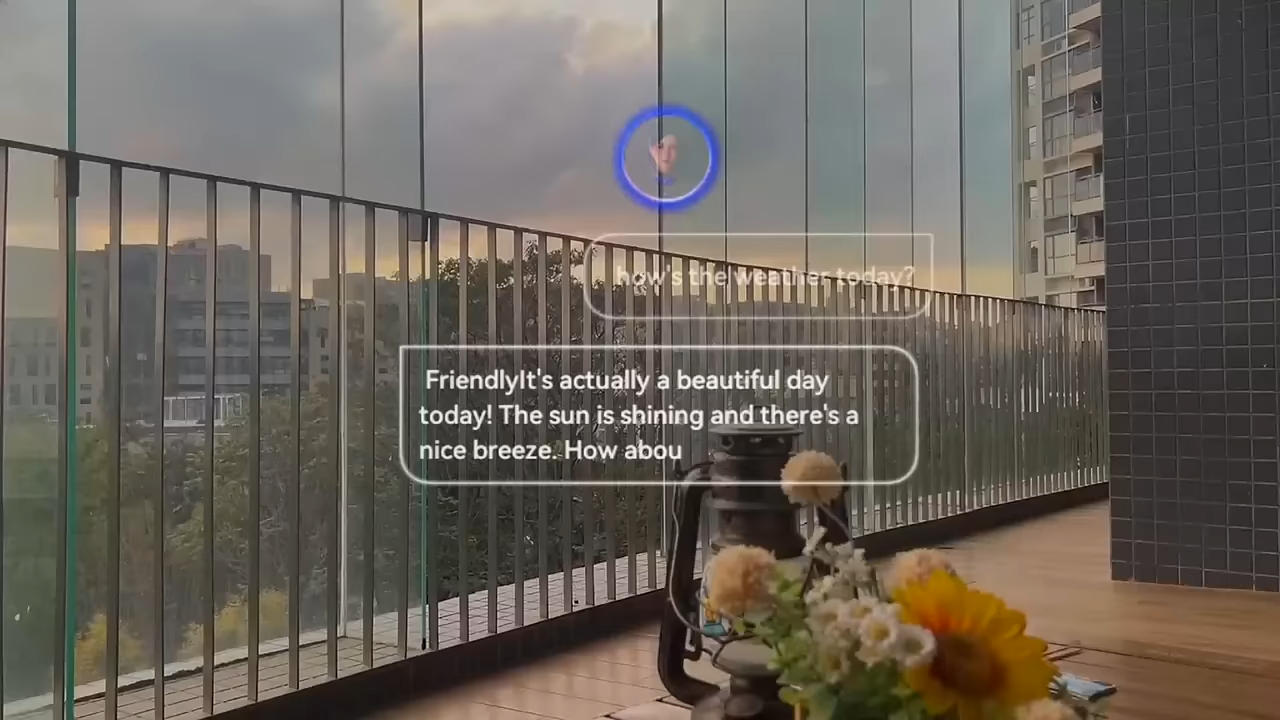 how's the weather today?
FriendlyIt's actually a beautiful day
today! The sun is shining and there's a
nice breeze. How abou